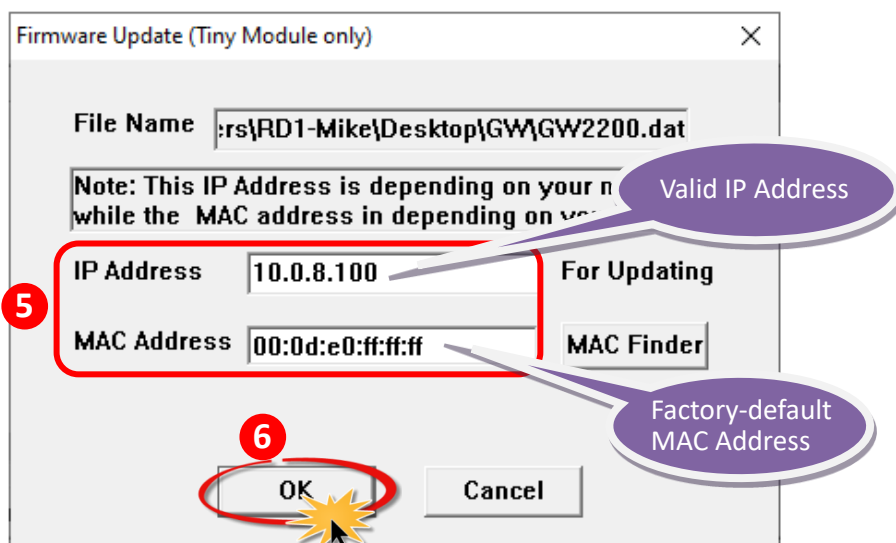 Firmware Update (Tiny Module only)
File Name :rs\RD1-Mike\Desktop\GW\GW2200.dat
Note: This IP Address is depending on your
while the MAC address in depending on
Valid IP Address
5
IP Address 10.0.8.100 For Updating
MAC Address 00:0d:e0:ff:ff:ff MAC Finder
Factory-default
MAC Address
6
OK Cancel